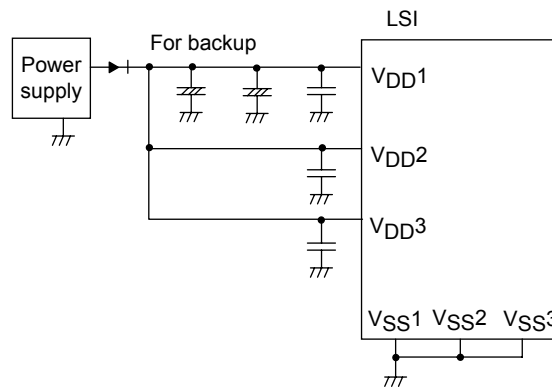 LSI
For backup
Power
supply
VDD1
VDD2
VDD3
VSS1 VSS2 VSS3